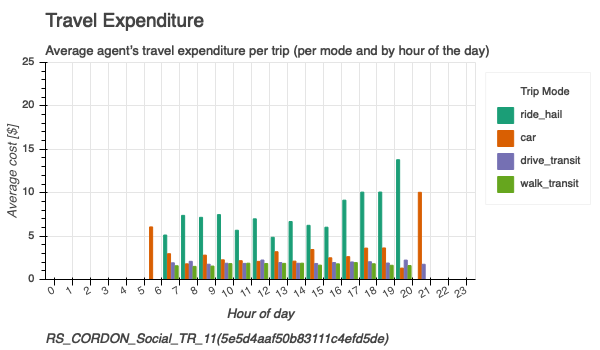 Travel Expenditure
Average agent's travel expenditure per trip (per mode and by hour of the day)
25
20
15
10
5
0
Average cost [$]
0 1 2 3 4 5 6 7 8 9 10 11 12 13 14 15 16 17 18 19 20 21 22 23
Hour of day
Trip Mode
ride_hail
car
drive_transit
walk_transit
RS_CORDON_Social_TR_11(5e5d4aaf50b83111c4efd5de)